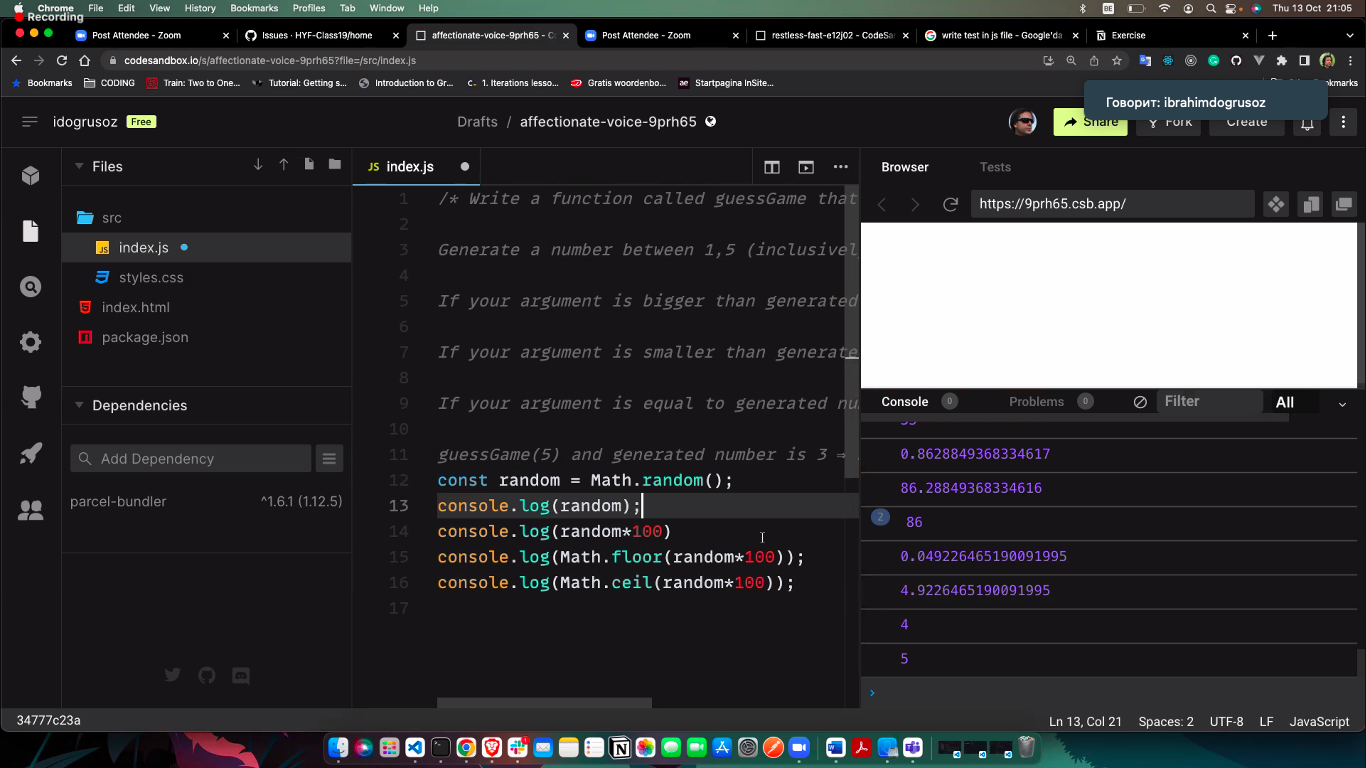 Chrome File Edit View History Bookmarks Profiles Tab Window Help BE Thu 13 Oct 21:05
Recording
Post Attendee - Zoom Issues · HYF-Class19/home affectionate-voice-9prh65 - Co Post Attendee - Zoom restless-fast-e12j02 - CodeSan write test in js file - Google'da Exercise
codesandbox.io/s/affectionate-voice-9prh65?file=/src/index.js
Bookmarks CODING Train: Two to One... Tutorial: Getting s... Introduction to Gr... 1. Iterations lesso... Gratis woordenbo... Startpagina InSite...
Говорит: ibrahimdogrusoz
idogrusoz Free Drafts / affectionate-voice-9prh65 Share Fork Create
Files JS index.js Browser Tests
https://9prh65.csb.app/
src
JS index.js
styles.css
index.html
package.json
Dependencies
Add Dependency
parcel-bundler ^1.6.1 (1.12.5)
1 /* Write a function called guessGame that
2
3 Generate a number between 1,5 (inclusivel
4
5 If your argument is bigger than generated
6
7 If your argument is smaller than generate
8
9 If your argument is equal to generated nu
10
11 guessGame(5) and generated number is 3 ⇒
12 const random = Math.random();
13 console.log(random);
14 console.log(random*100)
15 console.log(Math.floor(random*100));
16 console.log(Math.ceil(random*100));
17
Console 0 Problems 0 Filter All
0.8628849368334617
86.28849368334616
2 86
0.049226465190091995
4.9226465190091995
4
5
34777c23a Ln 13, Col 21 Spaces: 2 UTF-8 LF JavaScript